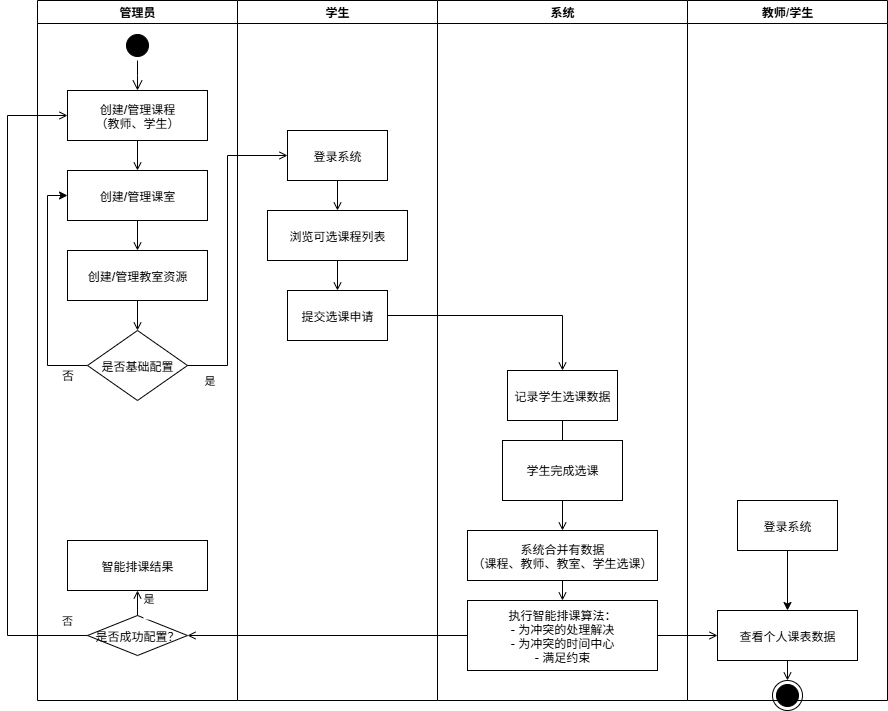 管理员
学生
系统
教师/学生
创建/管理课程
（教师、学生）
创建/管理课室
创建/管理教室资源
是否基础配置
否
是
登录系统
浏览可选课程列表
提交选课申请
记录学生选课数据
学生完成选课
系统合并有数据
（课程、教师、教室、学生选课）
执行智能排课算法：
- 为冲突的处理解决
- 为冲突的时间中心
- 满足约束
智能排课结果
是
否
是否成功配置?
登录系统
查看个人课表数据